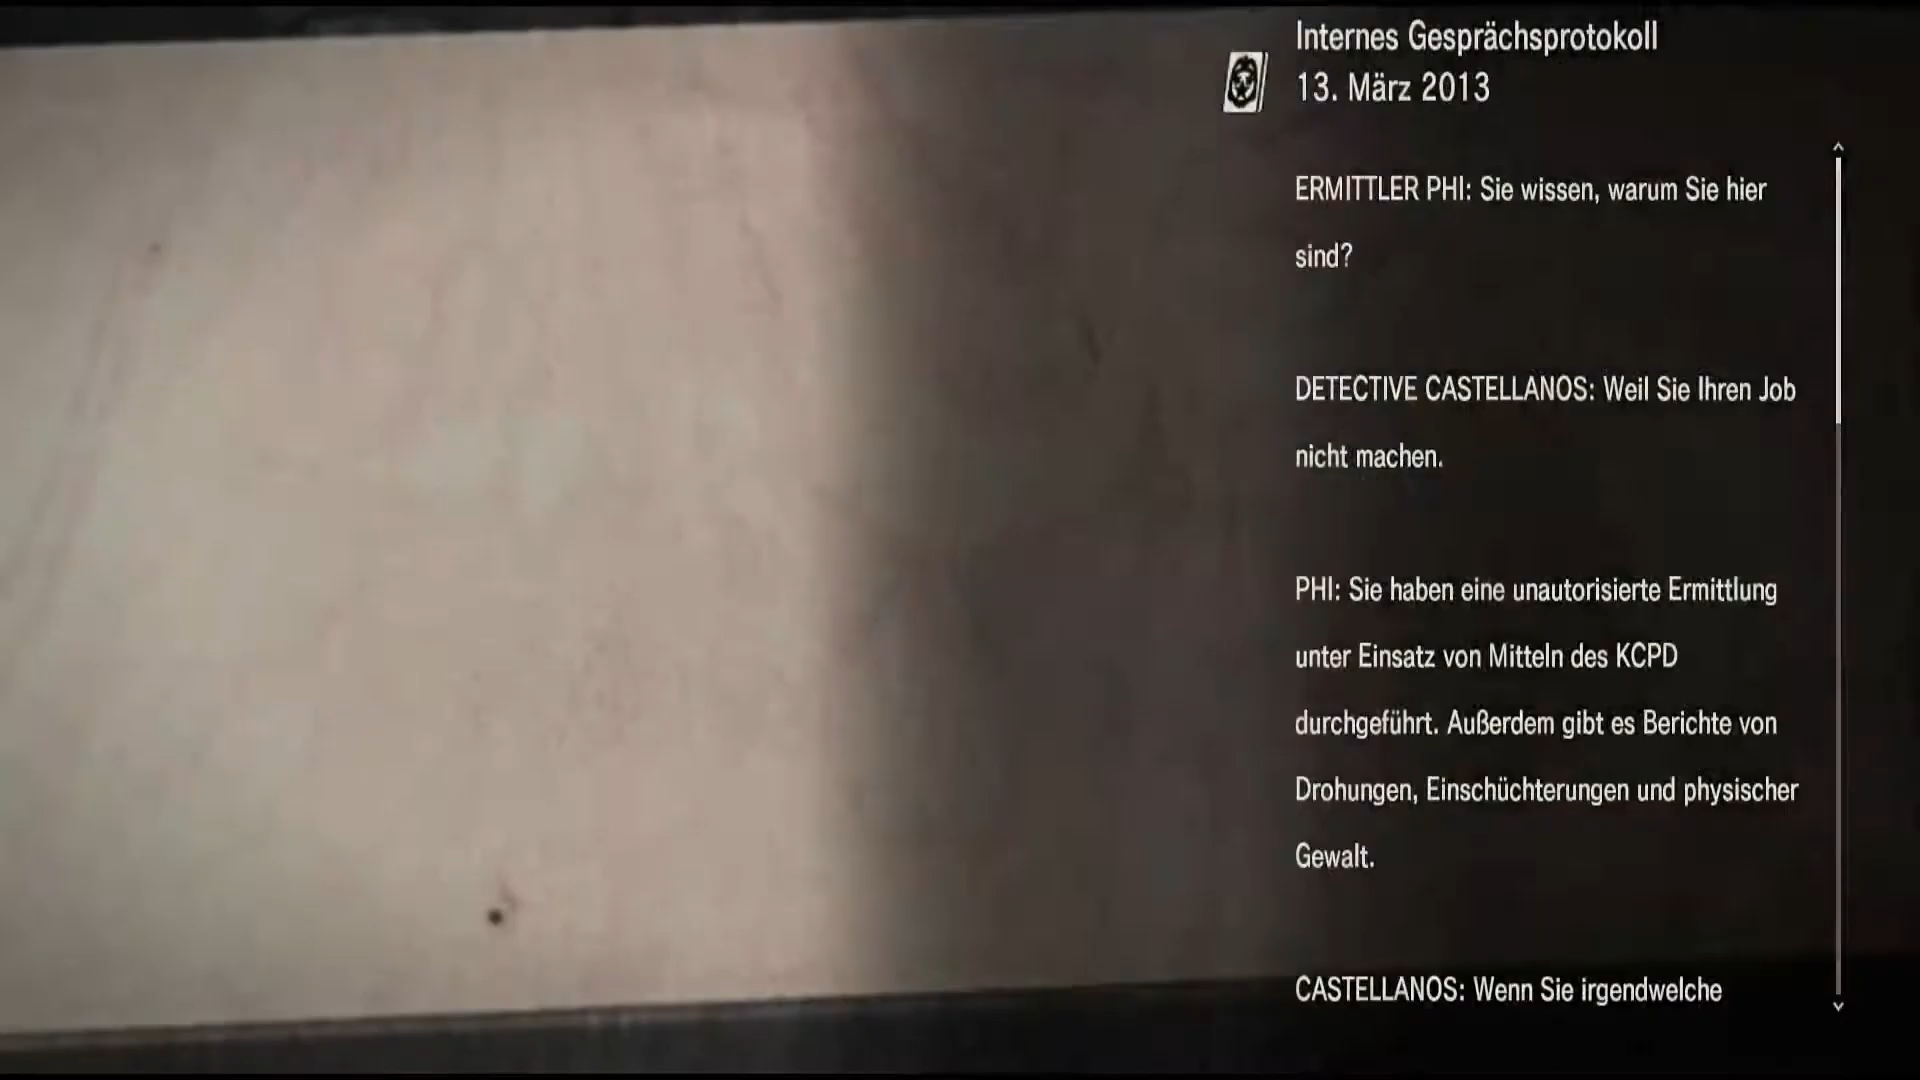 Internes Gesprächsprotokoll
13. März 2013
ERMITTLER PHI: Sie wissen, warum Sie hier
sind?
DETECTIVE CASTELLANOS: Weil Sie Ihren Job
nicht machen.
PHI: Sie haben eine unautorisierte Ermittlung
unter Einsatz von Mitteln des KCPD
durchgeführt. Außerdem gibt es Berichte von
Drohungen, Einschüchterungen und physischer
Gewalt.
CASTELLANOS: Wenn Sie irgendwelche